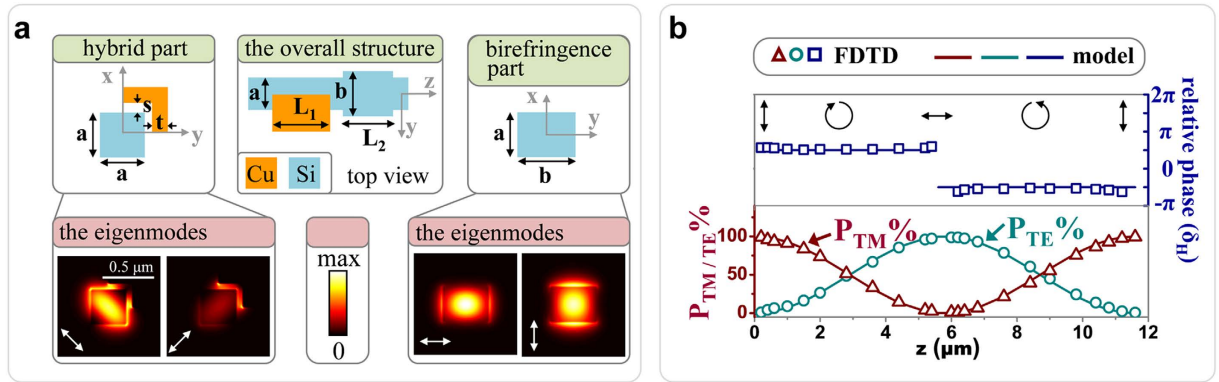 a
hybrid part
x
s
t
y
a
a
the overall structure
a
L1
b
z
L2
y
Cu
Si
top view
birefringence
part
x
a
y
b
the eigenmodes
0.5 µm
max
0
the eigenmodes
b
FDTD
model
2π
π
0
-π
relative phase (δH)
PTM / TE%
100
50
0
PTM%
PTE%
0
2
4
6
8
10
12
z (µm)